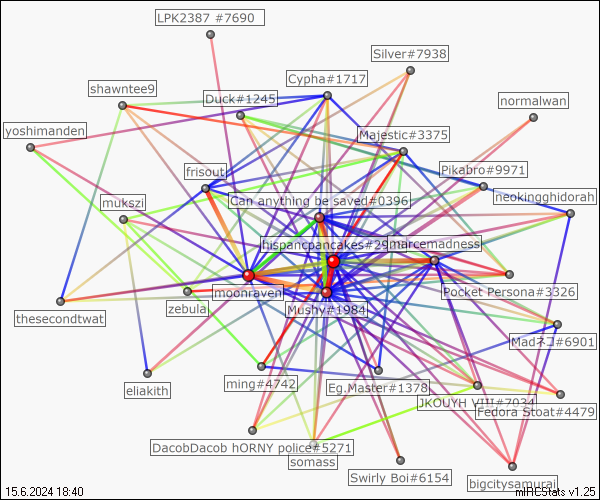 LPK2387 #7690
Silver#7938
Cypha#1717
shawntee9
Duck#1245
normalwan
yoshimanden
Majestic#3375
Pikabro#9971
frisout
mukszi
Can anything be saved#0396
neokingghidorah
hispancpancakes#29
marcemadness
moonraven
Pocket Persona#3326
thesecondtwat
zebula
Mushy#1984
Madネコ#6901
eliakith
ming#4742
Eg.Master#1378
JKOUYH VIII#7034
Fedora Stoat#4479
DacobDacob hORNY police#5271
somass
Swirly Boi#6154
bigcitysamurai
15.6.2024 18:40
mIRCStats v1.25